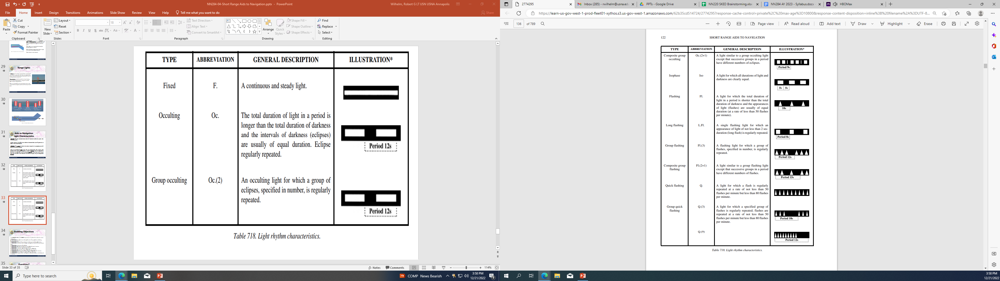 NN284-04-Short Range Aids to Navigation.pptx - PowerPoint
Wilhelm, Robert G LT USN USNA Annapolis
File Home Insert Design Transitions Animations Slide Show Review View Help Tell me what you want to do
Share
Paste
Cut
Copy
Format Painter
Clipboard
New
Slide
Layout
Reset
Section
Slides
18
Font
Text Direction
Align Text
Convert to SmartArt
Paragraph
Arrange
Quick
Styles
Shape Fill
Shape Outline
Shape Effects
Drawing
Find
Replace
Select
Editing
29
Range Lights
30
31
Aids to Navigation
Light Characteristics
32
33
34
Enabling Objectives
35
Questions?
TYPE ABBREVIATION GENERAL DESCRIPTION ILLUSTRATION*
Fixed F. A continuous and steady light.
Occulting Oc. The total duration of light in a period is
longer than the total duration of darkness
and the intervals of darkness (eclipses)
are usually of equal duration. Eclipse
regularly repeated.
Period 12s
Group occulting Oc.(2) An occulting light for which a group of
eclipses, specified in number, is regularly
repeated.
Period 12s
Table 718. Light rhythm characteristics.
Slide 33 of 35
Notes Comments 114%
Type here to search
COMP News Bearish
3:58 PM
12/21/2022
9
2774295
Inbox (285) - rwilhelm@usna.edu
PPTs - Google Drive
NN220 SKED Brainstorming.xlsx
NN284 AY 2023 - Syllabus.docx
HBOMax
https://learn-us-gov-west-1-prod-fleet01-xythos.s3.us-gov-west-1.amazonaws.com/62b35cd514724/2774295?response-cache-control=private%2C%20max-age%3D10800&response-content-disposition=inline%3B%20filename%2A%3DUTF-8...
136 of 789
Page view Read aloud Add text Draw Highlight Erase
122 SHORT RANGE AIDS TO NAVIGATION
TYPE ABBREVIATION GENERAL DESCRIPTION ILLUSTRATION*
Composite group
occulting
Oc.(2+1)
A light similar to a group occulting light
except that successive groups in a period
have different numbers of eclipses.
Period 9s
Isophase Iso A light for which all durations of light and
darkness are clearly equal.
5s 5s
Flashing Fl. A light for which the total duration of
light in a period is shorter than the total
duration of darkness and the appearances
of light (flashes) are usually of equal
duration (at a rate of less than 50 flashes
per minute).
10s
Long flashing L.Fl. A single flashing light for which an
appearance of light of not less than 2 sec.
duration (long flash) is regularly repeated.
Period 8s
Group flashing Fl.(3) A flashing light for which a group of
flashes, specified in number, is regularly
repeated.
Period 12s
Composite group
flashing
Fl.(2+1)
A light similar to a group flashing light
except that successive groups in a period
have different numbers of flashes.
Period 15s
Quick flashing Q. A light for which a flash is regularly
repeated at a rate of not less than 50
flashes per minute but less than 80 flashes
per minute.
Group quick
flashing
Q.(3)
A light for which a specified group of
flashes is regularly repeated; flashes are
repeated at a rate of not less than 50
flashes per minute but less than 80 flashes
per minute.
Period 10s
Q.(9)
Period 12s
Table 718. Light rhythm characteristics.
3:58 PM
12/21/2022